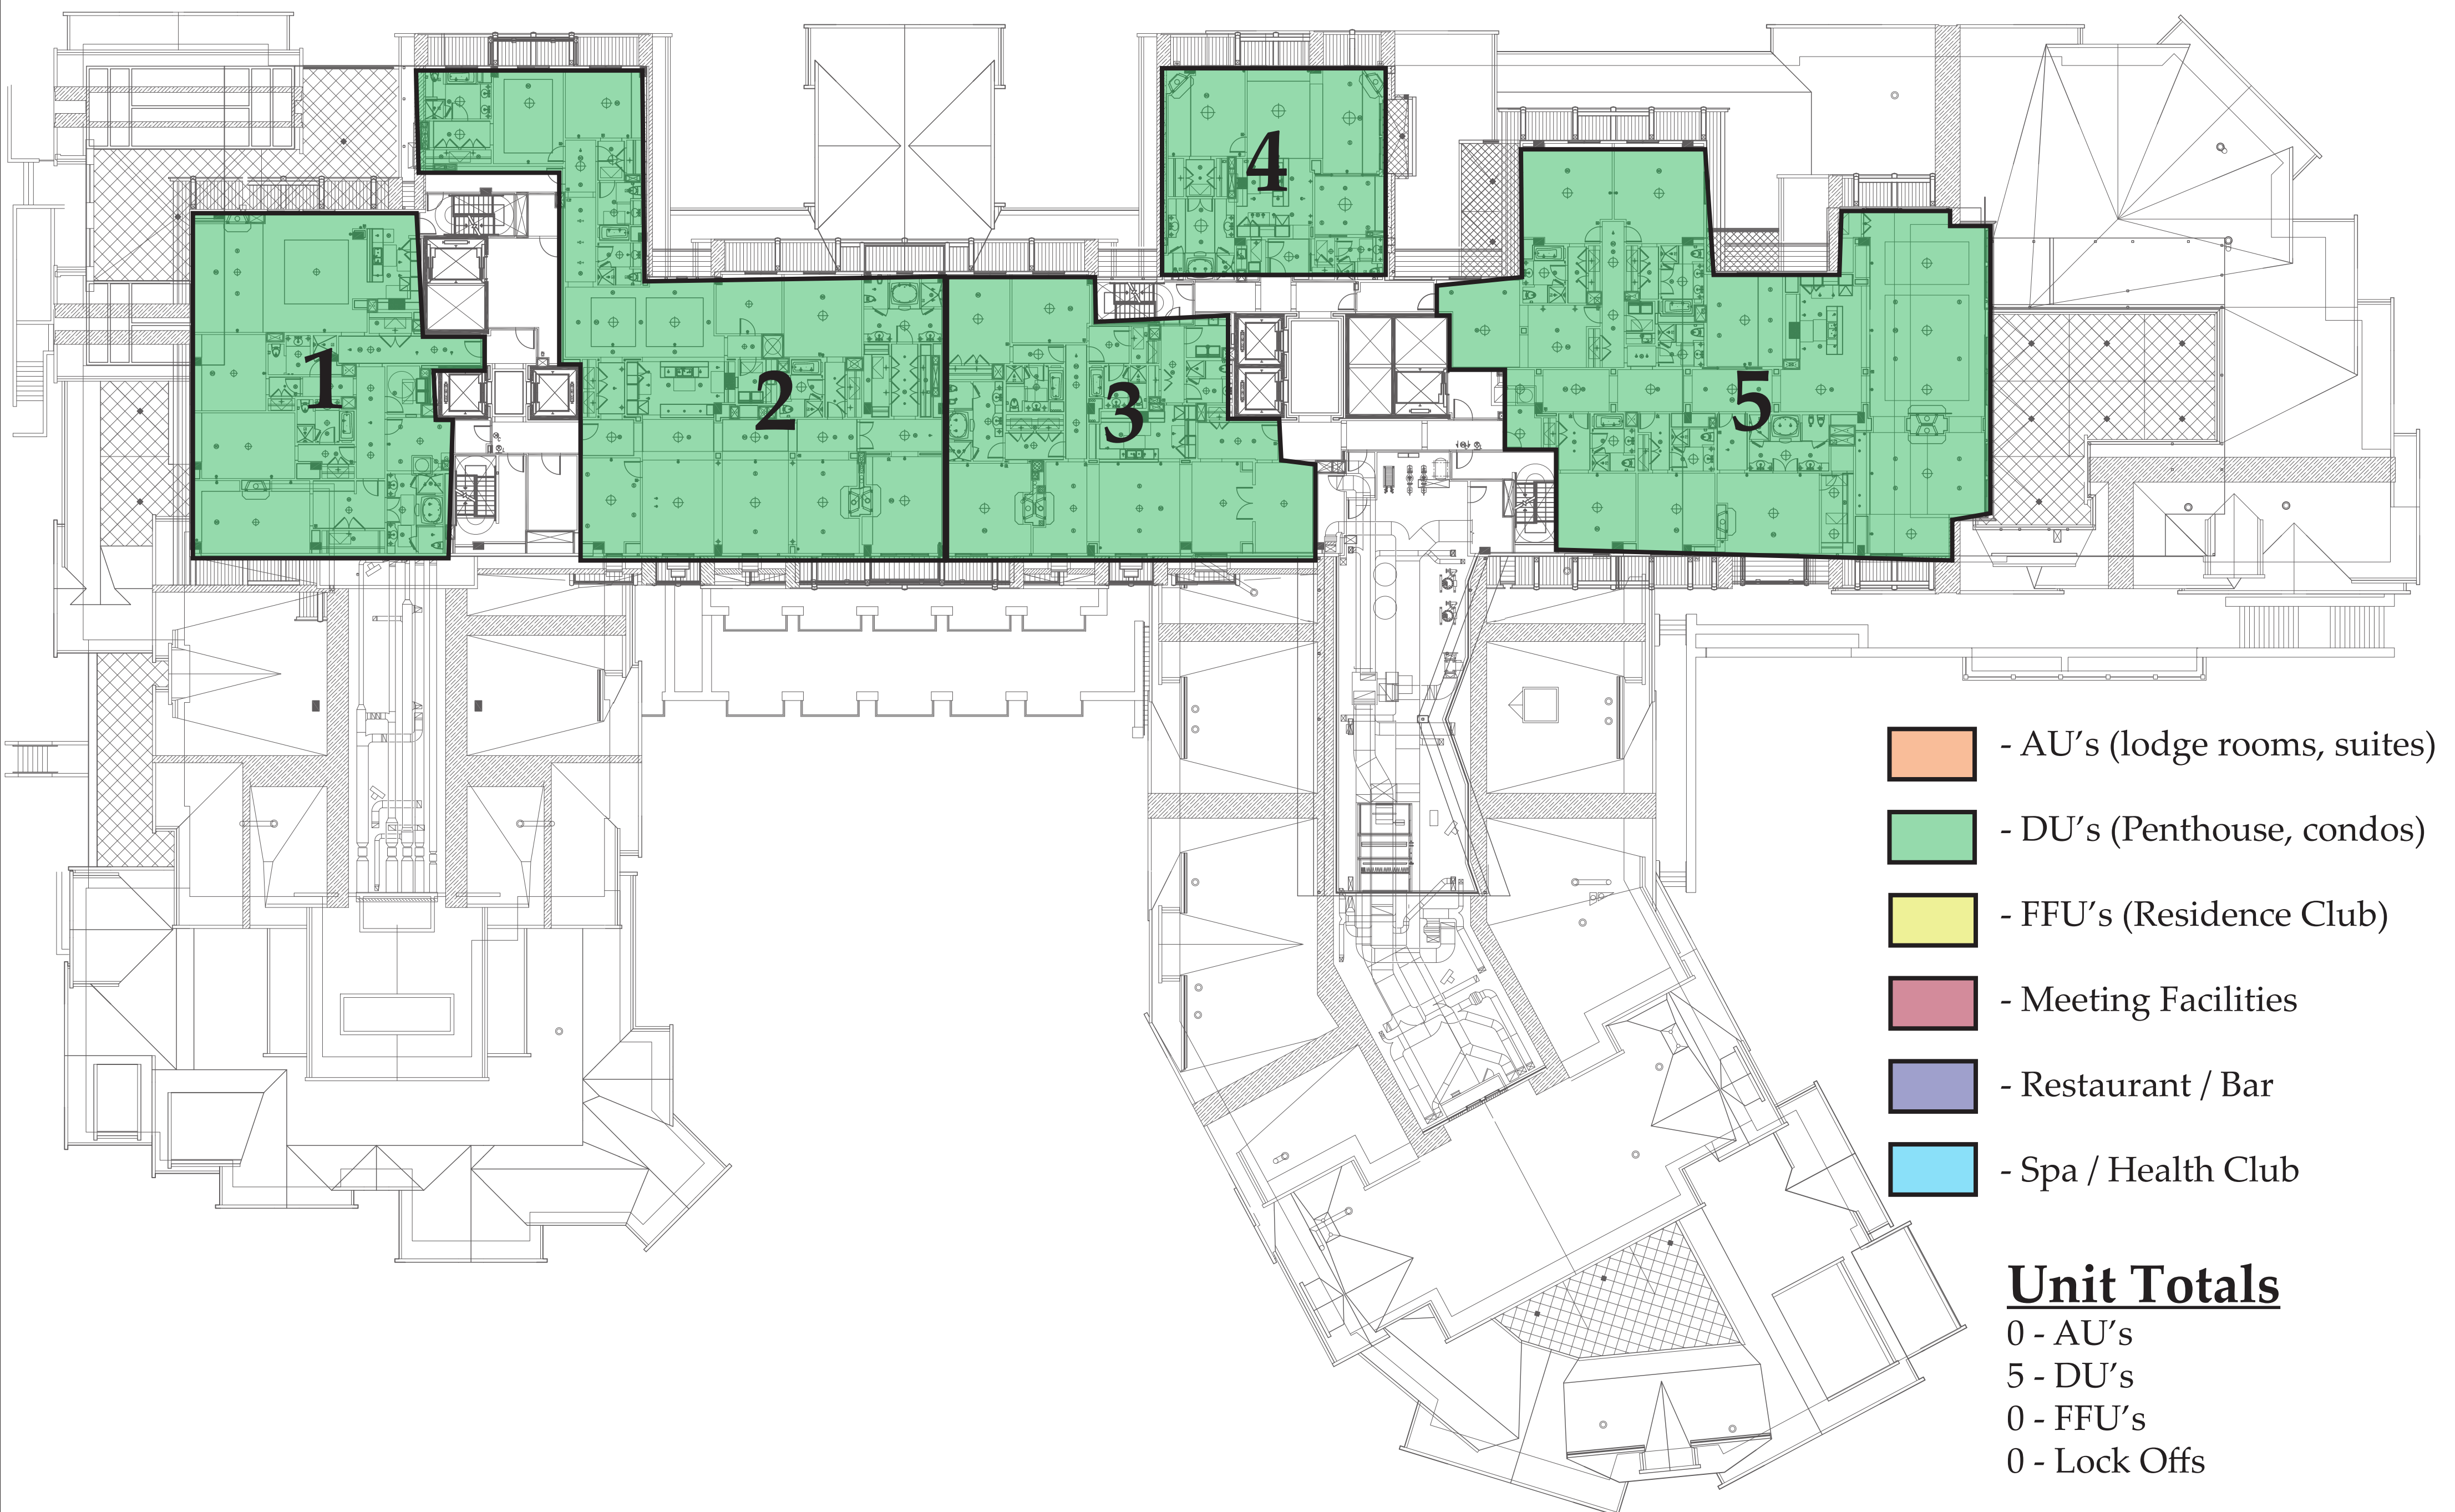 1
2
3
4
5
- AU’s (lodge rooms, suites)
- DU’s (Penthouse, condos)
- FFU’s (Residence Club)
- Meeting Facilities
- Restaurant / Bar
- Spa / Health Club
Unit Totals
0 - AU’s
5 - DU’s
0 - FFU’s
0 - Lock Offs